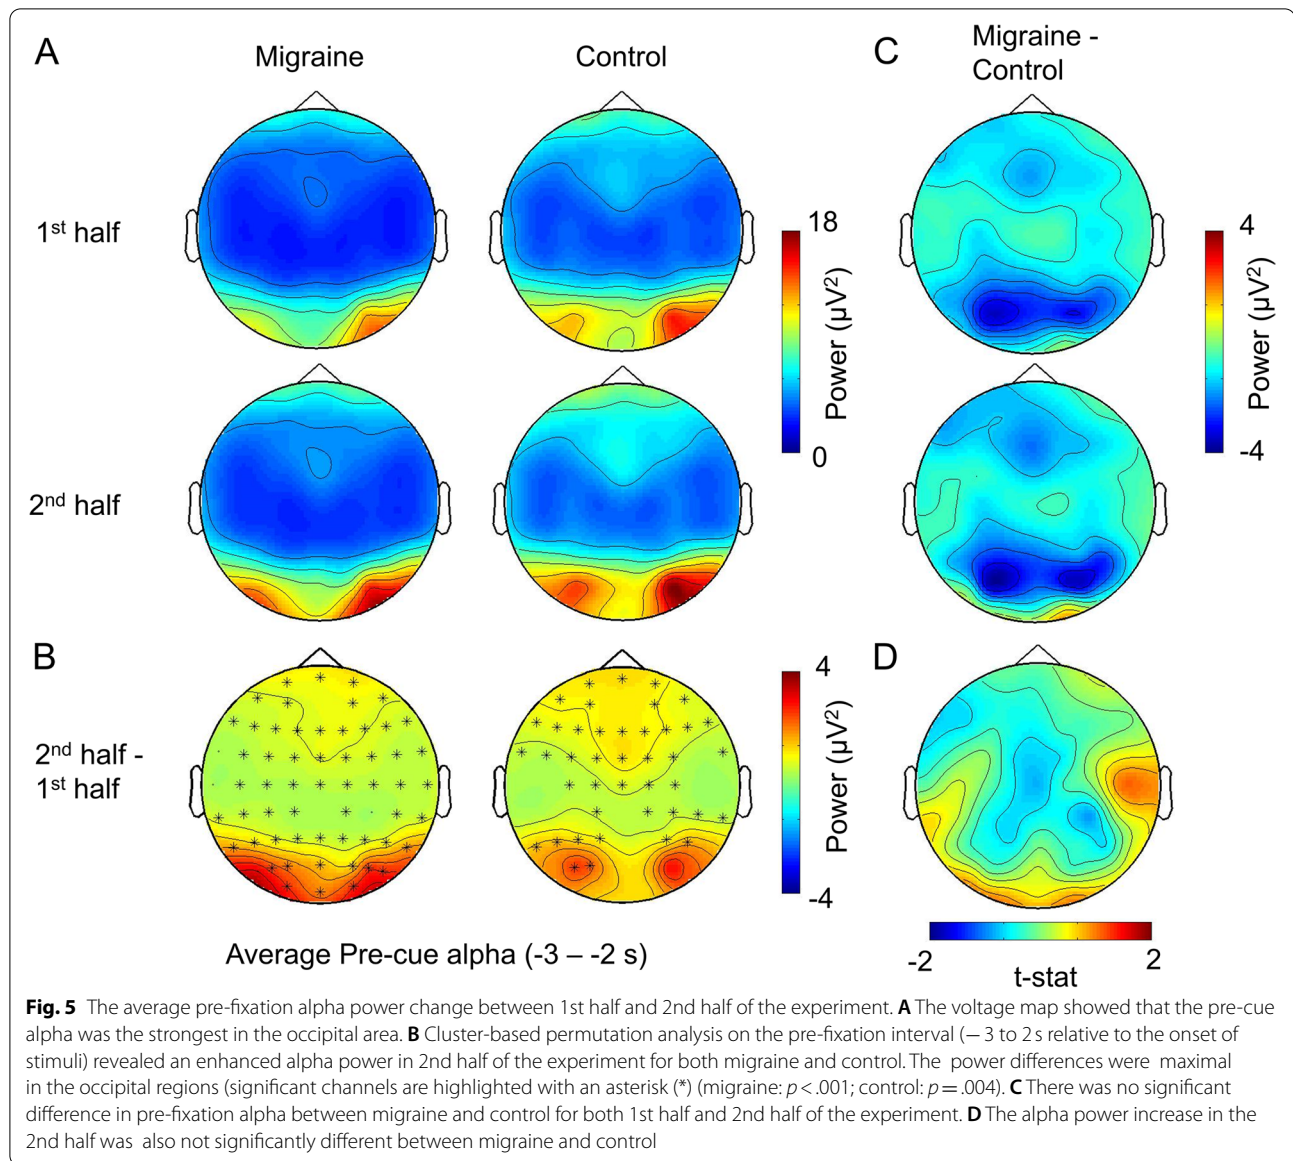 A
Migraine
Control
C
Migraine -
Control
1st half
18
0
Power (µV²)
4
-4
Power (µV²)
2nd half
B
2nd half -
1st half
4
-4
Power (µV²)
D
-2
2
t-stat
Average Pre-cue alpha (-3 – -2 s)
Fig. 5 The average pre-fixation alpha power change between 1st half and 2nd half of the experiment. A The voltage map showed that the pre-cue
alpha was the strongest in the occipital area. B Cluster-based permutation analysis on the pre-fixation interval (− 3 to 2 s relative to the onset of
stimuli) revealed an enhanced alpha power in 2nd half of the experiment for both migraine and control. The power differences were maximal
in the occipital regions (significant channels are highlighted with an asterisk (*) (migraine: p < .001; control: p = .004). C There was no significant
difference in pre-fixation alpha between migraine and control for both 1st half and 2nd half of the experiment. D The alpha power increase in the
2nd half was also not significantly different between migraine and control